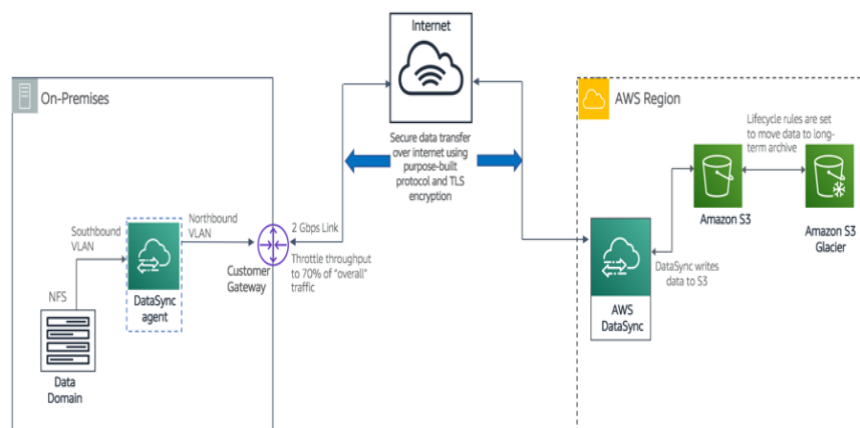 Internet
On-Premises
AWS Region
Secure data transfer
over internet using
purpose-built
protocol and TLS
encryption
Lifecycle rules are set
to move data to long-
term archive
Southbound
VLAN
Northbound
VLAN
2 Gbps Link
Throttle throughput
to 70% of "overall"
traffic
Customer
Gateway
NFS
DataSync
agent
Data
Domain
Amazon S3
Amazon S3
Glacier
DataSync writes
data to S3
AWS
DataSync